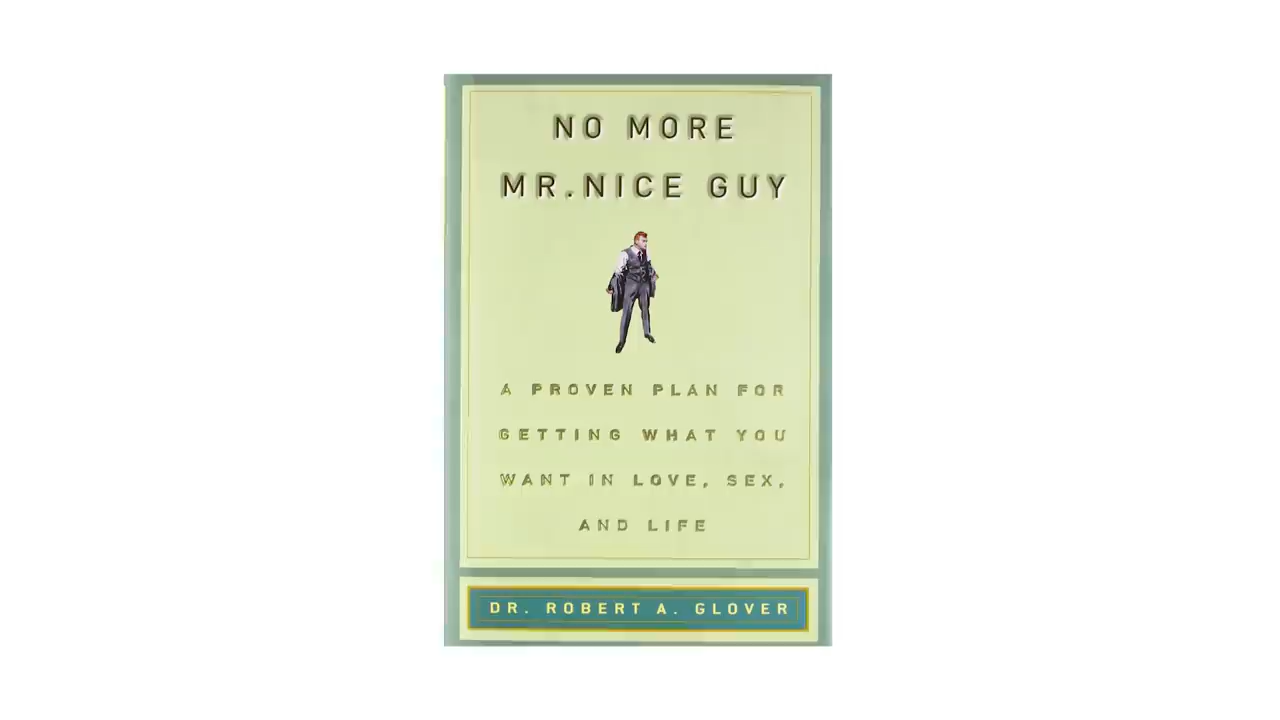 NO MORE
MR. NICE GUY
A PROVEN PLAN FOR
GETTING WHAT YOU
WANT IN LOVE, SEX,
AND LIFE
DR. ROBERT A. GLOVER